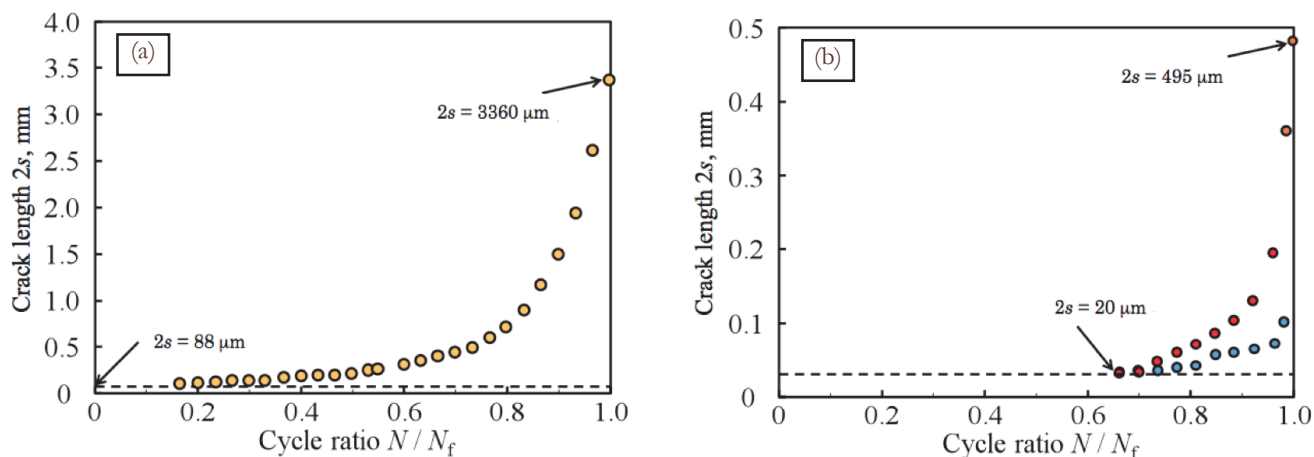 (a)
4.0
3.5
3.0
2.5
2.0
1.5
1.0
0.5
0
Crack length 2s, mm
2s = 3360 μm
2s = 88 μm
0 0.2 0.4 0.6 0.8 1.0
Cycle ratio N / Nf
(b)
0.5
0.4
0.3
0.2
0.1
0
Crack length 2s, mm
2s = 495 μm
2s = 20 μm
0 0.2 0.4 0.6 0.8 1.0
Cycle ratio N / Nf